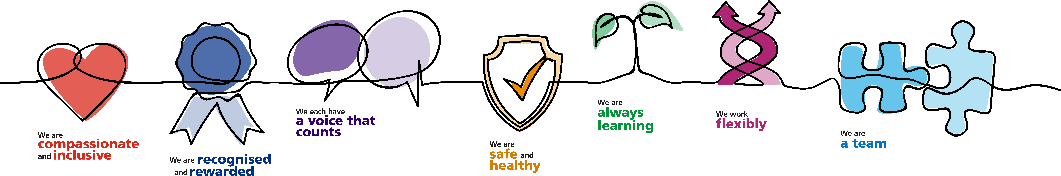 We are
compassionate
and inclusive
We are recognised
and rewarded
We each have
a voice that
counts
We are
safe and
healthy
We are
always
learning
We work
flexibly
We are
a team